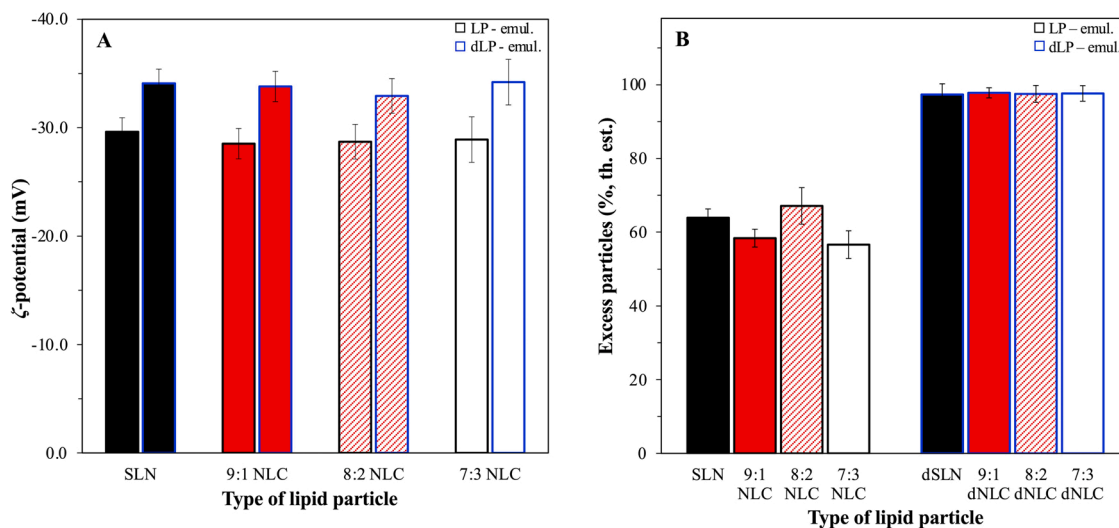 A
LP - emul.
dLP - emul.
-40.0
-30.0
-20.0
-10.0
0.0
ζ-potential (mV)
SLN
9:1 NLC
8:2 NLC
7:3 NLC
Type of lipid particle
B
LP – emul.
dLP – emul.
100
80
60
40
20
0
Excess particles (%, th. est.)
SLN
9:1
NLC
8:2
NLC
7:3
NLC
dSLN
9:1
dNLC
8:2
dNLC
7:3
dNLC
Type of lipid particle